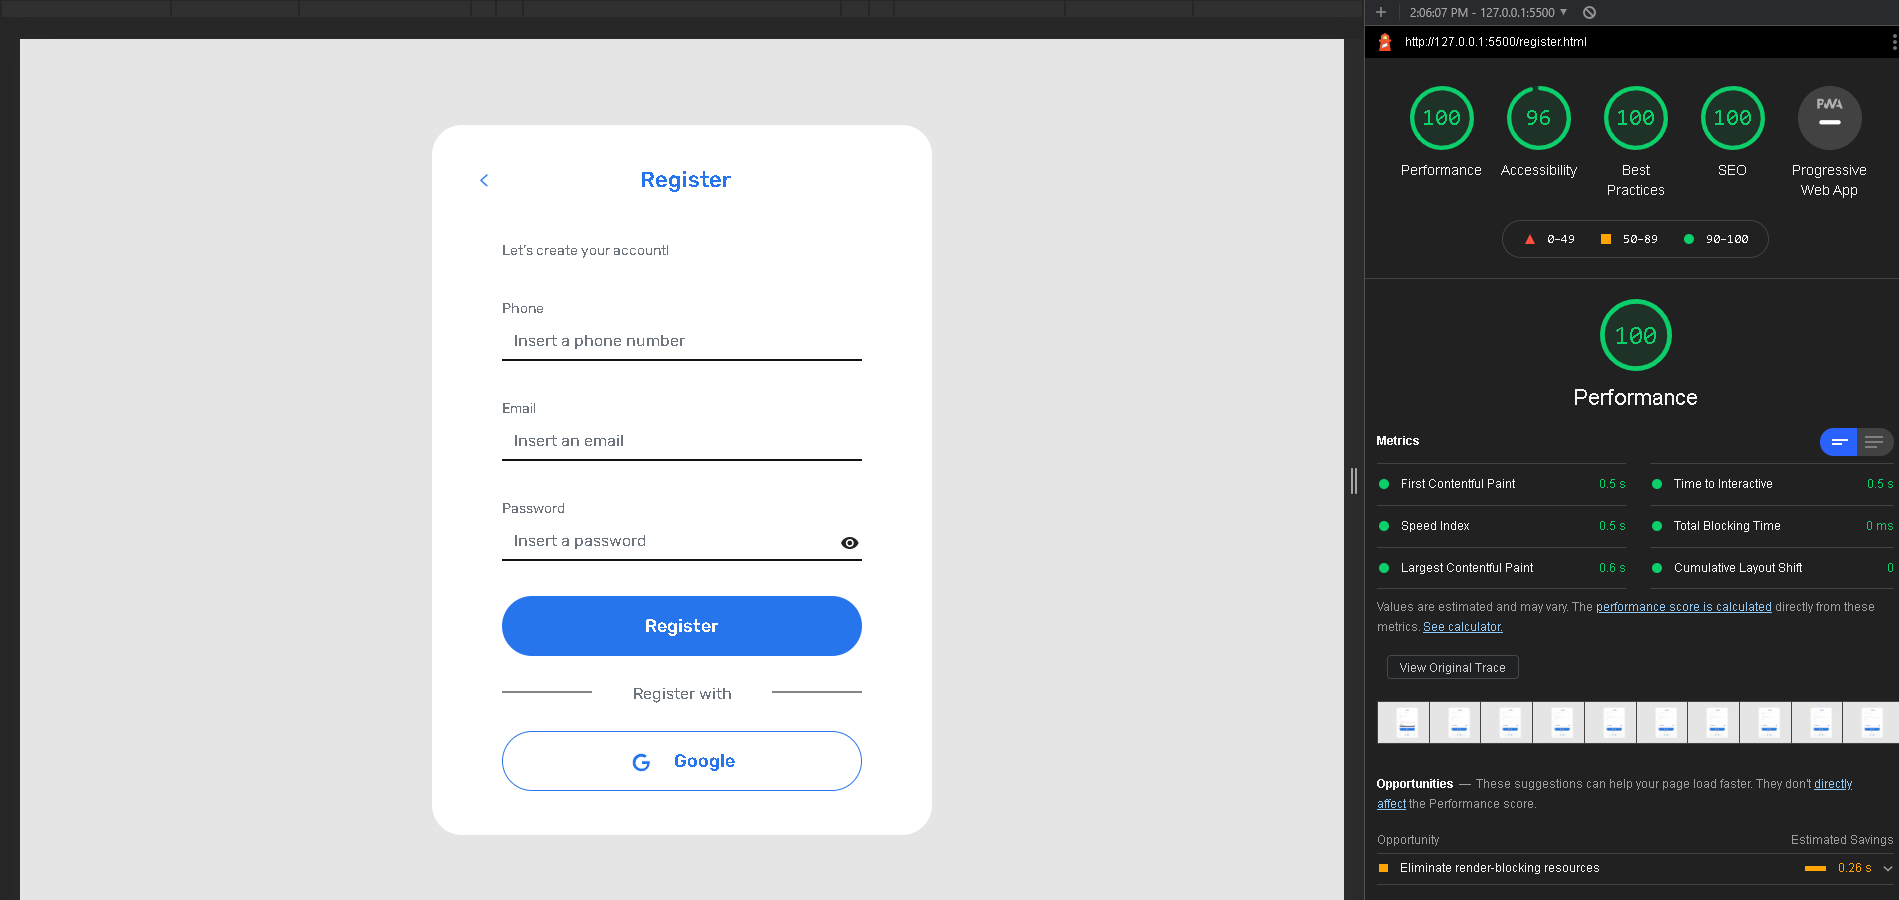 Register
Let's create your account!
Phone
Insert a phone number
Email
Insert an email
Password
Insert a password
Register
Register with
Google
2:06:07 PM - 127.0.0.1:5500
http://127.0.0.1:5500/register.html
100
Performance
96
Accessibility
100
Best
Practices
100
SEO
PWA
Progressive
Web App
0–49
50–89
90–100
100
Performance
Metrics
First Contentful Paint 0.5 s
Time to Interactive 0.5 s
Speed Index 0.5 s
Total Blocking Time 0 ms
Largest Contentful Paint 0.6 s
Cumulative Layout Shift 0
Values are estimated and may vary. The performance score is calculated directly from these
metrics. See calculator.
View Original Trace
Opportunities — These suggestions can help your page load faster. They don't directly
affect the Performance score.
Opportunity Estimated Savings
Eliminate render-blocking resources 0.26 s